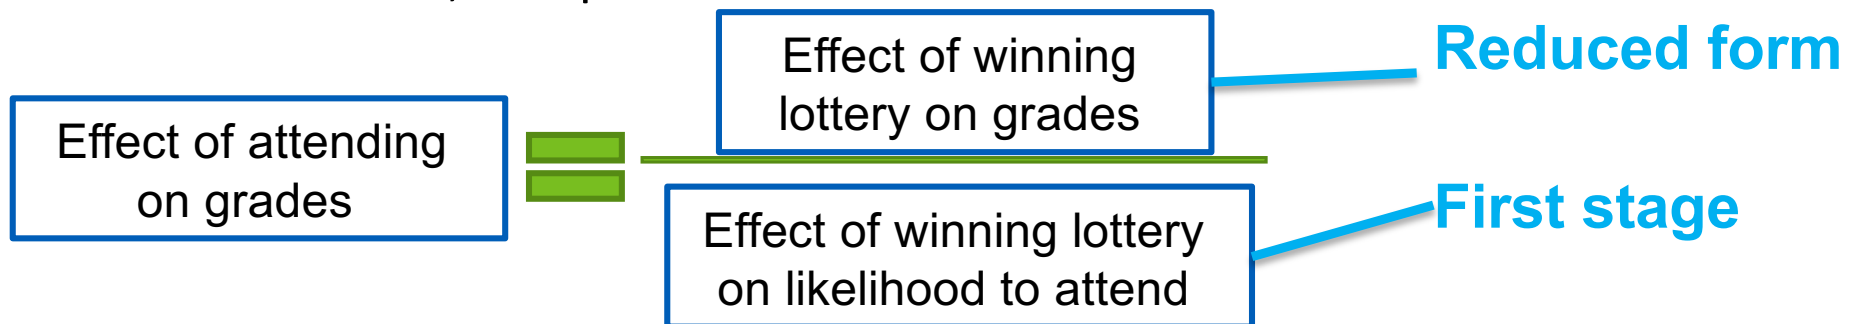 Effect of attending
on grades
Effect of winning
lottery on grades
Reduced form
Effect of winning lottery
on likelihood to attend
First stage